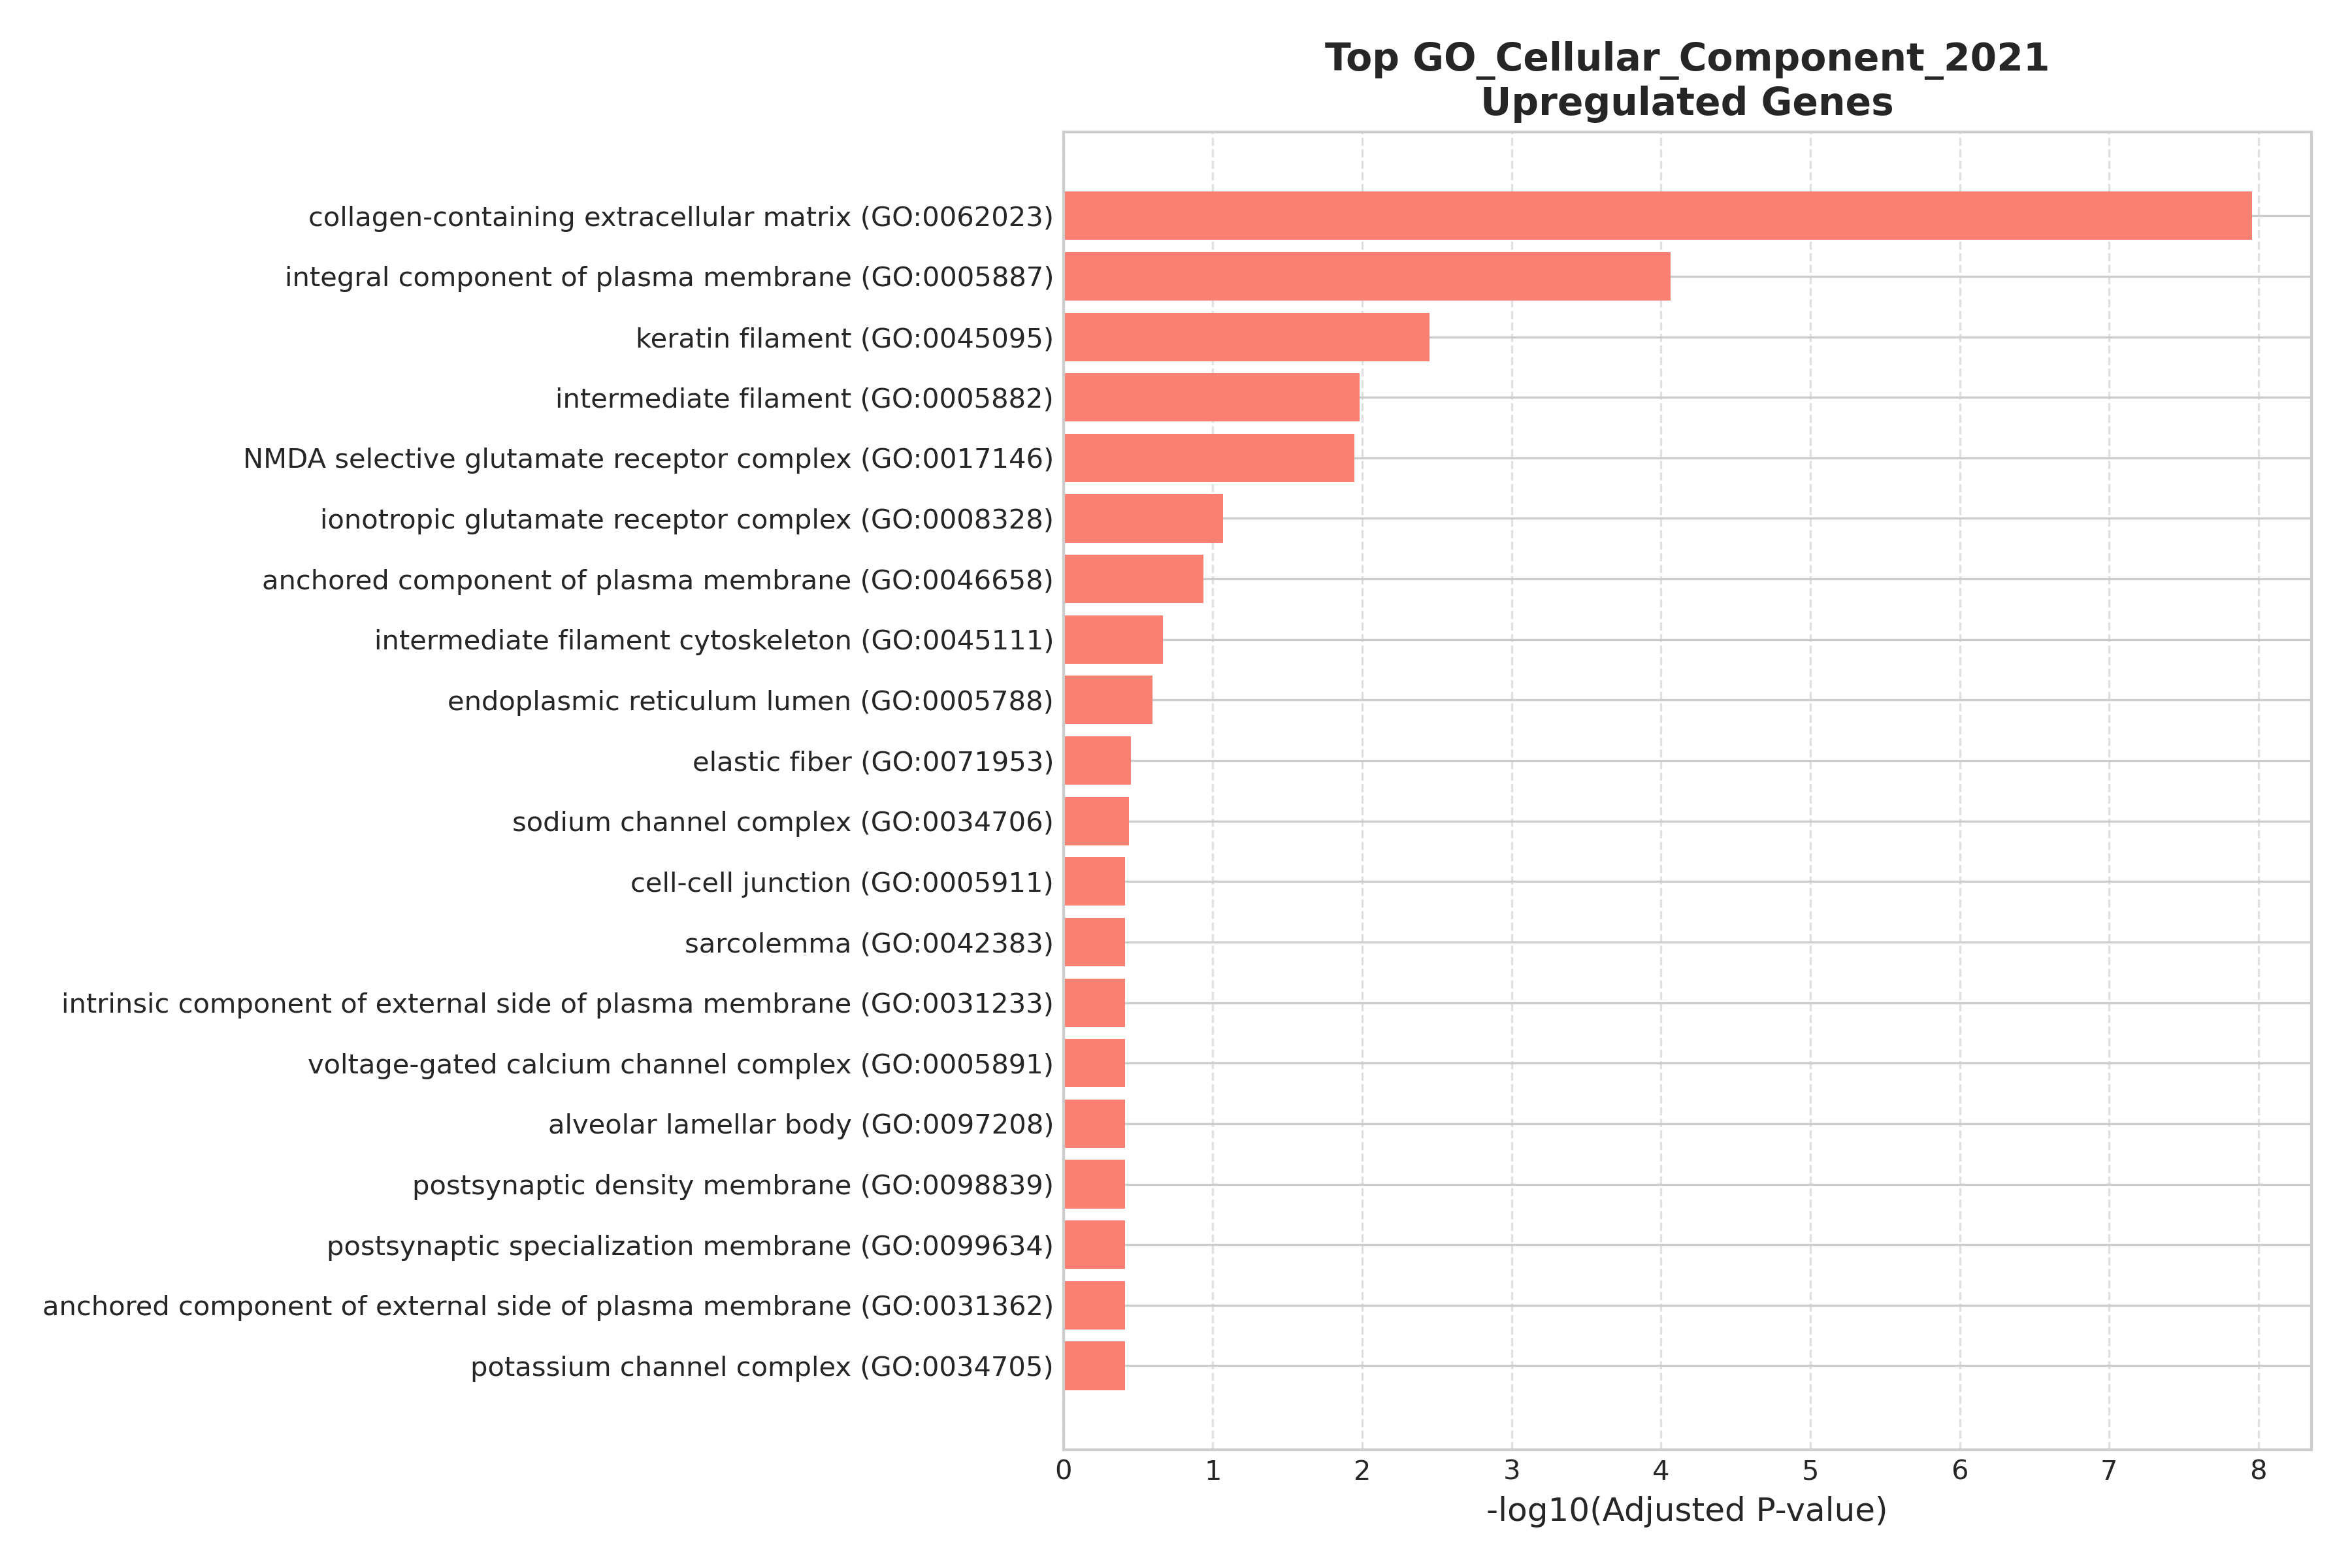 Top GO_Cellular_Component_2021
Upregulated Genes
collagen-containing extracellular matrix (GO:0062023)
integral component of plasma membrane (GO:0005887)
keratin filament (GO:0045095)
intermediate filament (GO:0005882)
NMDA selective glutamate receptor complex (GO:0017146)
ionotropic glutamate receptor complex (GO:0008328)
anchored component of plasma membrane (GO:0046658)
intermediate filament cytoskeleton (GO:0045111)
endoplasmic reticulum lumen (GO:0005788)
elastic fiber (GO:0071953)
sodium channel complex (GO:0034706)
cell-cell junction (GO:0005911)
sarcolemma (GO:0042383)
intrinsic component of external side of plasma membrane (GO:0031233)
voltage-gated calcium channel complex (GO:0005891)
alveolar lamellar body (GO:0097208)
postsynaptic density membrane (GO:0098839)
postsynaptic specialization membrane (GO:0099634)
anchored component of external side of plasma membrane (GO:0031362)
potassium channel complex (GO:0034705)
0 1 2 3 4 5 6 7 8
-log10(Adjusted P-value)